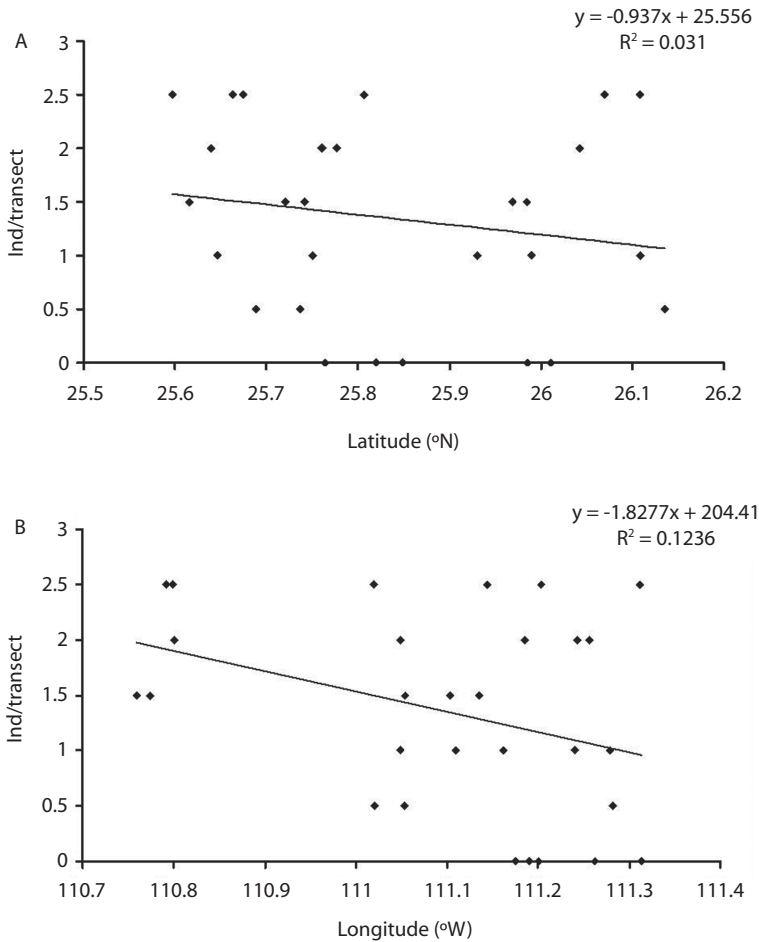 A
y = -0.937x + 25.556
R² = 0.031
3
2.5
2
1.5
1
0.5
0
Ind/transect
25.5 25.6 25.7 25.8 25.9 26 26.1 26.2
Latitude (ºN)
B
y = -1.8277x + 204.41
R² = 0.1236
3
2.5
2
1.5
1
0.5
0
Ind/transect
110.7 110.8 110.9 111 111.1 111.2 111.3 111.4
Longitude (ºW)